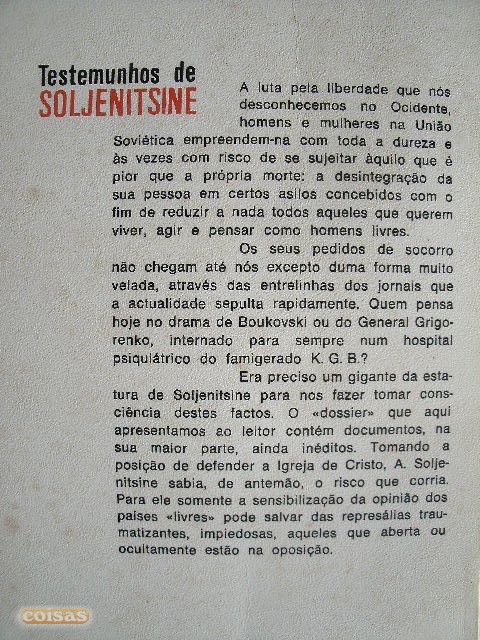 Testemunhos de
SOLJENITSINE
A luta pela liberdade que nós
desconhecemos no Ocidente,
homens e mulheres na União
Soviética empreendem-na com toda a dureza e
às vezes com risco de se sujeitar àquilo que é
pior que a própria morte: a desintegração da
sua pessoa em certos asilos concebidos com o
fim de reduzir a nada todos aqueles que querem
viver, agir e pensar como homens livres.
Os seus pedidos de socorro
não chegam até nós excepto duma forma muito
velada, através das entrelinhas dos jornais que
a actualidade sepulta rapidamente. Quem pensa
hoje no drama de Boukovski ou do General Grigo-
renko, internado para sempre num hospital
psiquiátrico do famigerado K. G. B.?
Era preciso um gigante da esta-
tura de Soljenitsine para nos fazer tomar cons-
ciência destes factos. O «dossier» que aqui
apresentamos ao leitor contém documentos, na
sua maior parte, ainda inéditos. Tomando a
posição de defender a Igreja de Cristo, A. Solje-
nitsine sabia, de antemão, o risco que corria.
Para ele somente a sensibilização da opinião dos
países «livres» pode salvar das represálias trau-
matizantes, impiedosas, aqueles que aberta ou
ocultamente estão na oposição.
coisas